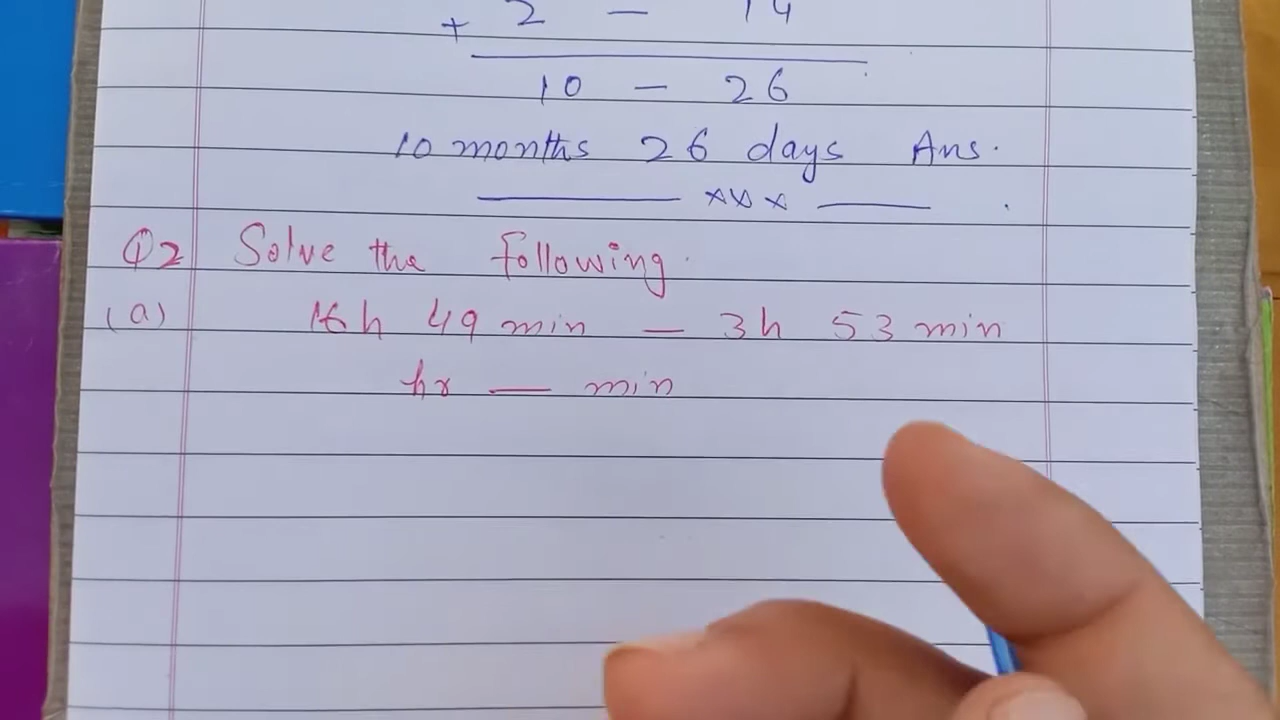 + 2 — 14
10 — 26
10 months 26 days Ans.
——— xxx ———
Q2 Solve the following.
(a) 16 h 49 min — 3h 53 min
hr — min